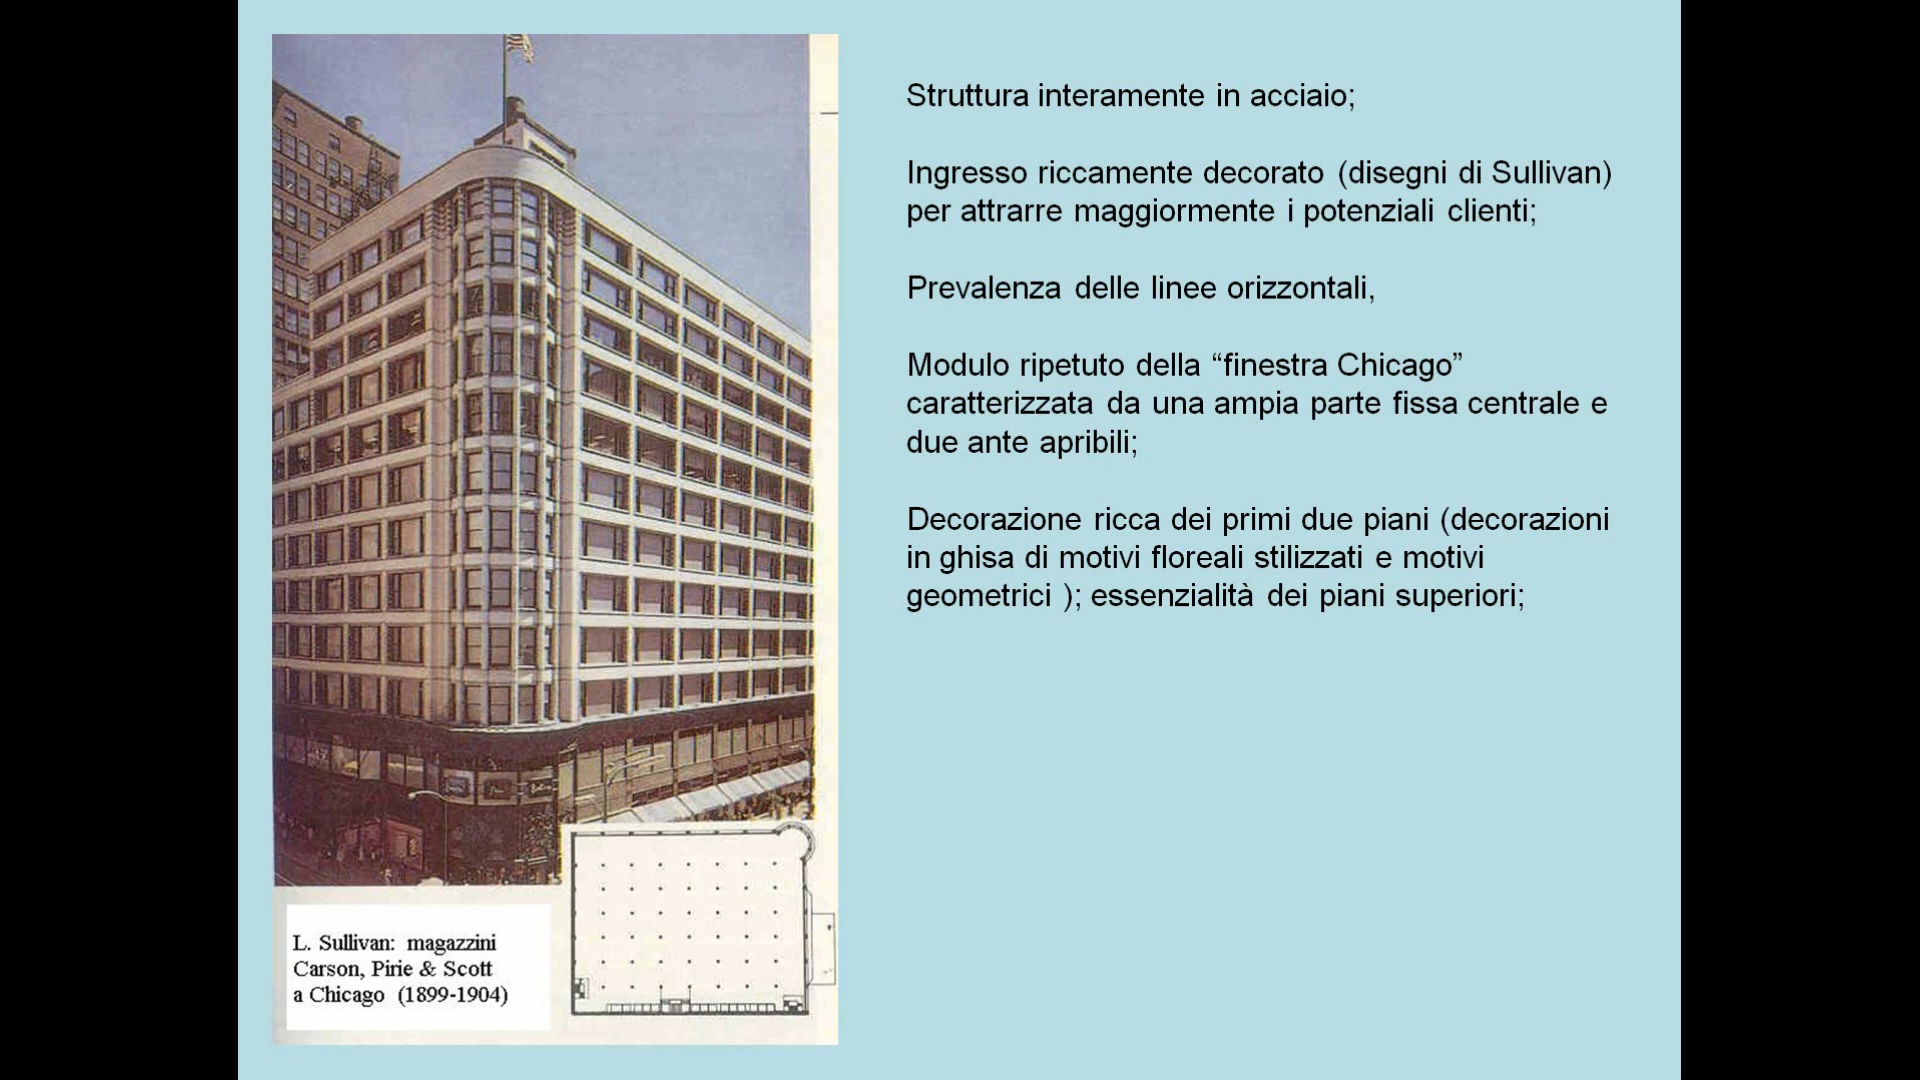 Struttura interamente in acciaio;
Ingresso riccamente decorato (disegni di Sullivan)
per attrarre maggiormente i potenziali clienti;
Prevalenza delle linee orizzontali,
Modulo ripetuto della “finestra Chicago”
caratterizzata da una ampia parte fissa centrale e
due ante apribili;
Decorazione ricca dei primi due piani (decorazioni
in ghisa di motivi floreali stilizzati e motivi
geometrici ); essenzialità dei piani superiori;
L. Sullivan: magazzini
Carson, Pirie & Scott
a Chicago (1899-1904)